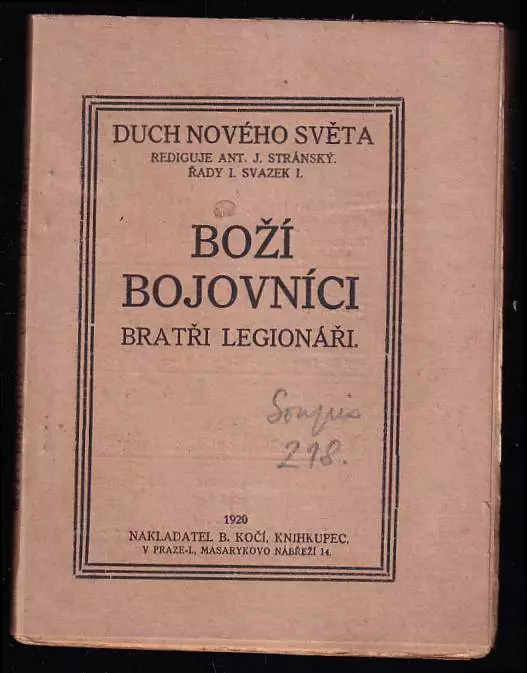 DUCH NOVÉHO SVĚTA
REDIGUJE ANT. J. STRÁNSKÝ.
ŘADY I. SVAZEK I.
BOŽÍ
BOJOVNÍCI
BRATŘI LEGIONÁŘI.
Soupis
218.
1920
NAKLADATEL B. KOČÍ, KNIHKUPEC,
V PRAZE-I., MASARYKOVO NÁBŘEŽÍ 14.